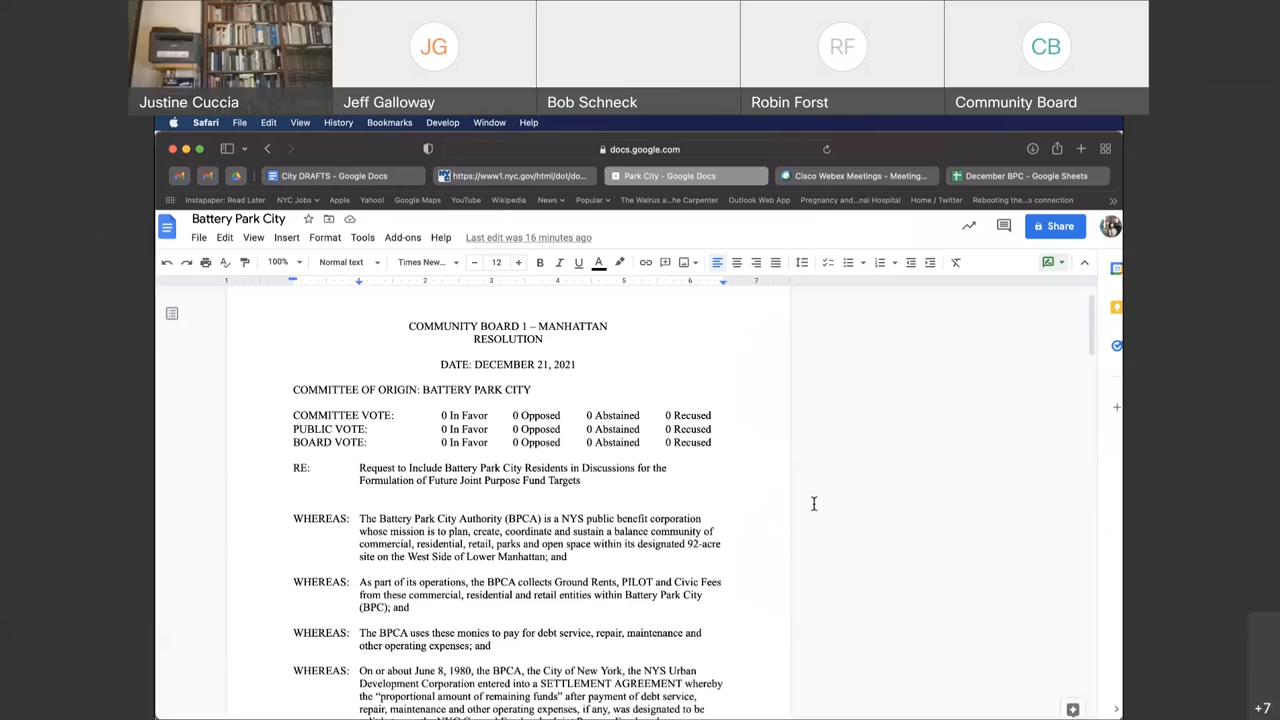 JG
RF
CB
Justine Cuccia
Jeff Galloway
Bob Schneck
Robin Forst
Community Board
Safari File Edit View History Bookmarks Develop Window Help
docs.google.com
City DRAFTS - Google Docs
https://www1.nyc.gov/html/dot/do...
Park City - Google Docs
Cisco Webex Meetings - Meeting...
December BPC - Google Sheets
Instapaper: Read Later NYC Jobs Apple Yahoo! Google Maps YouTube Wikipedia News Popular The Walrus a...he Carpenter Outlook Web App Pregnancy and...nai Hospital Home / Twitter Rebooting the...s connection
Battery Park City
File Edit View Insert Format Tools Add-ons Help Last edit was 16 minutes ago
Share
100% Normal text Times New... 12 B I U A
1 2 3 4 5 6 7
COMMUNITY BOARD 1 – MANHATTAN
RESOLUTION
DATE: DECEMBER 21, 2021
COMMITTEE OF ORIGIN: BATTERY PARK CITY
COMMITTEE VOTE: 0 In Favor 0 Opposed 0 Abstained 0 Recused
PUBLIC VOTE: 0 In Favor 0 Opposed 0 Abstained 0 Recused
BOARD VOTE: 0 In Favor 0 Opposed 0 Abstained 0 Recused
RE: Request to Include Battery Park City Residents in Discussions for the
Formulation of Future Joint Purpose Fund Targets
WHEREAS: The Battery Park City Authority (BPCA) is a NYS public benefit corporation
whose mission is to plan, create, coordinate and sustain a balance community of
commercial, residential, retail, parks and open space within its designated 92-acre
site on the West Side of Lower Manhattan; and
WHEREAS: As part of its operations, the BPCA collects Ground Rents, PILOT and Civic Fees
from these commercial, residential and retail entities within Battery Park City
(BPC); and
WHEREAS: The BPCA uses these monies to pay for debt service, repair, maintenance and
other operating expenses; and
WHEREAS: On or about June 8, 1980, the BPCA, the City of New York, the NYS Urban
Development Corporation entered into a SETTLEMENT AGREEMENT whereby
the “proportional amount of remaining funds” after payment of debt service,
repair, maintenance and other operating expenses, if any, was designated to be
+7